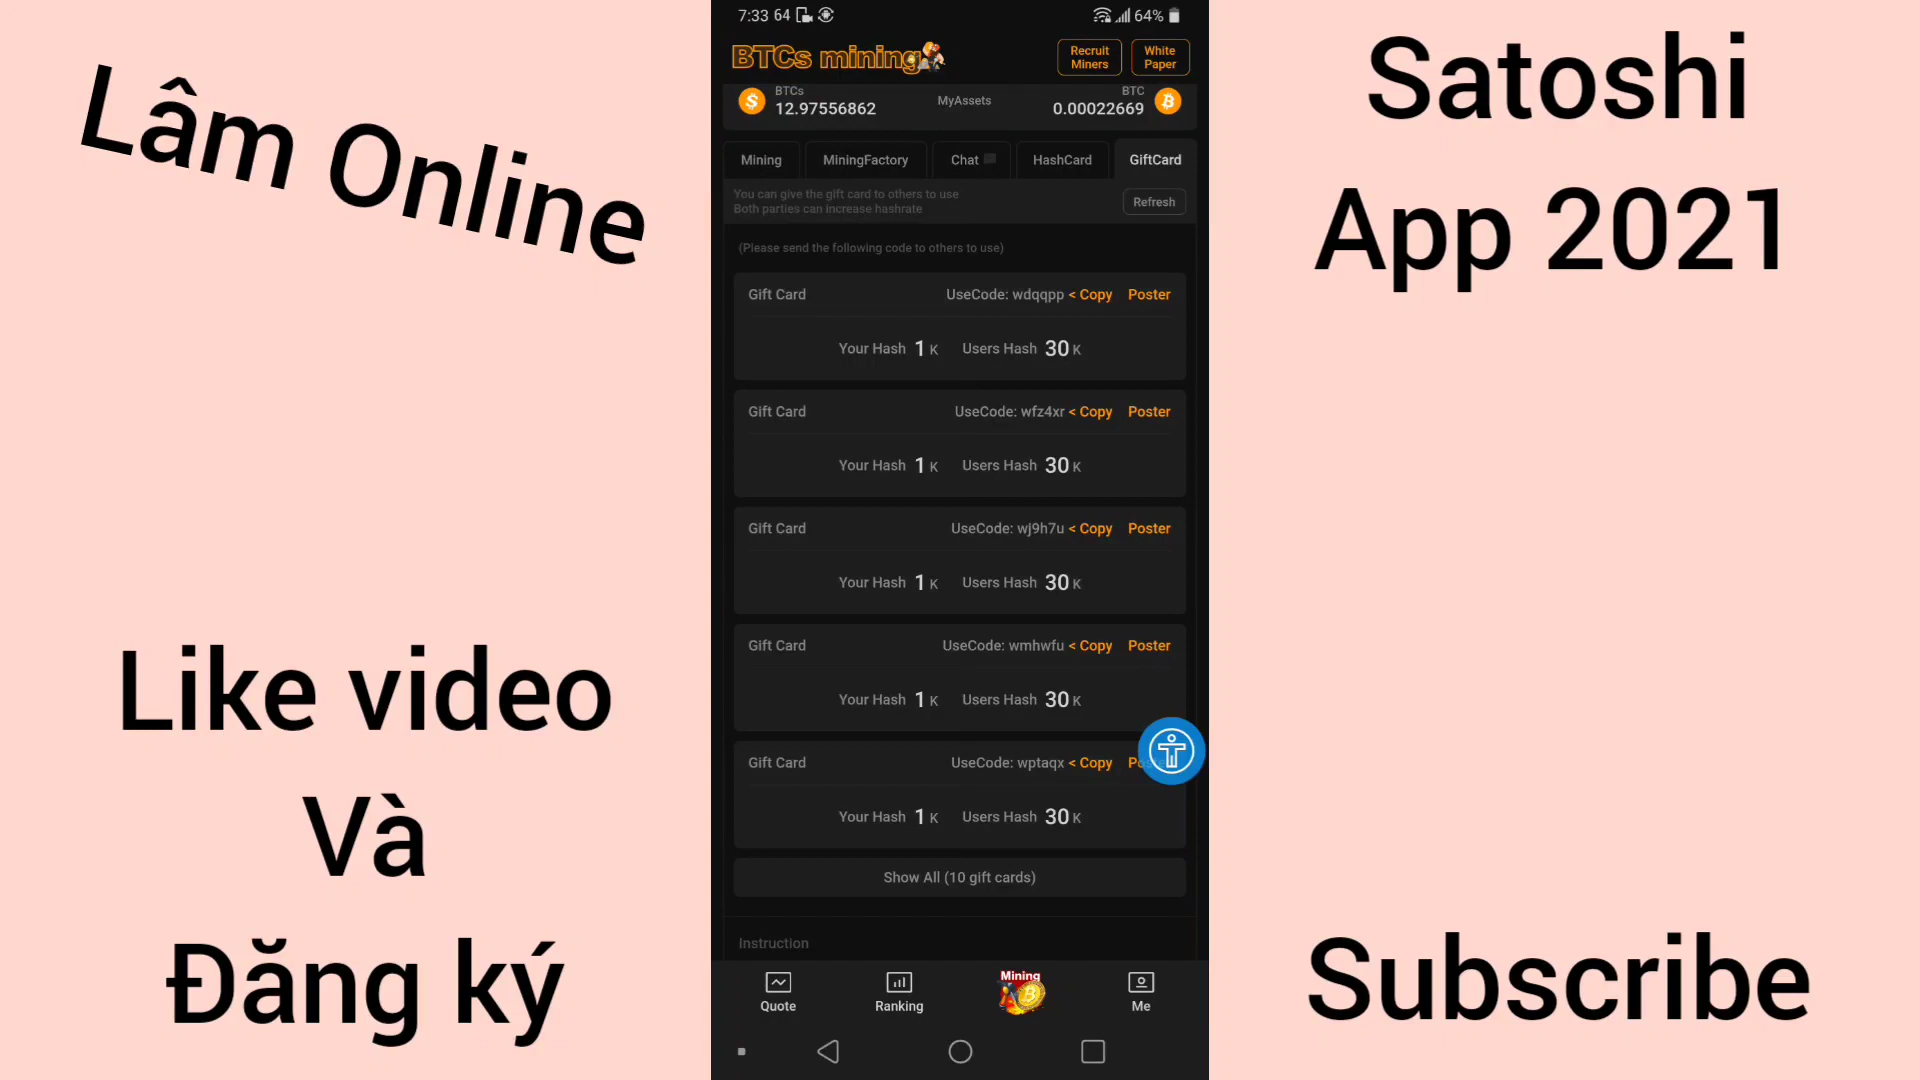 Lâm Online
Like video
Và
Đăng ký
7:33 64
64%
BTCs mining
Recruit
Miners
White
Paper
BTCs
12.97556862
MyAssets
BTC
0.00022669
Mining
MiningFactory
Chat
HashCard
GiftCard
You can give the gift card to others to use
Both parties can increase hashrate
Refresh
(Please send the following code to others to use)
Gift Card UseCode: wdqqpp < Copy Poster
Your Hash 1 K Users Hash 30 K
Gift Card UseCode: wfz4xr < Copy Poster
Your Hash 1 K Users Hash 30 K
Gift Card UseCode: wj9h7u < Copy Poster
Your Hash 1 K Users Hash 30 K
Gift Card UseCode: wmhwfu < Copy Poster
Your Hash 1 K Users Hash 30 K
Gift Card UseCode: wptaqx < Copy
Your Hash 1 K Users Hash 30 K
Show All (10 gift cards)
Instruction
Quote
Ranking
Mining
Me
Satoshi
App 2021
Subscribe